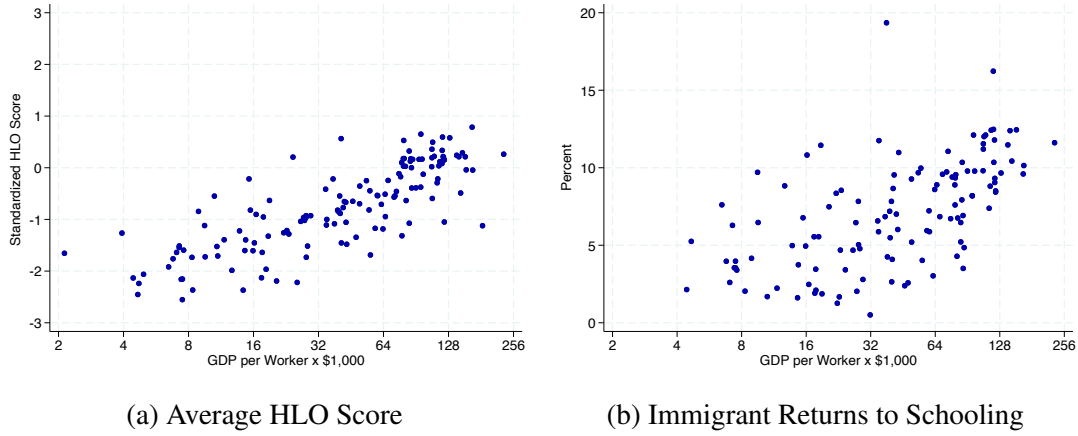 3
2
1
0
-1
-2
-3
Standardized HLO Score
2 4 8 16 32 64 128 256
GDP per Worker x $1,000
(a) Average HLO Score
20
15
10
5
0
Percent
2 4 8 16 32 64 128 256
GDP per Worker x $1,000
(b) Immigrant Returns to Schooling